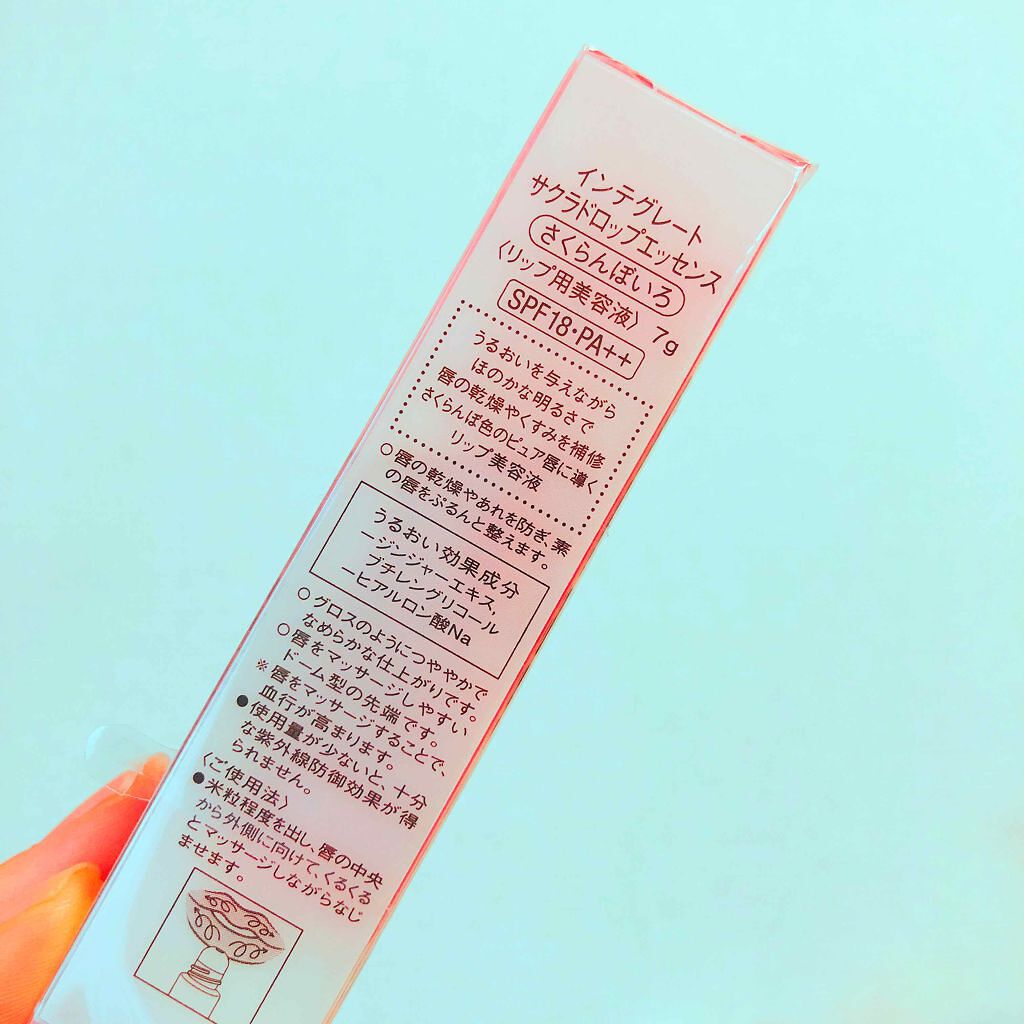 インテグレート
サクラドロップエッセンス
さくらんぼいろ
〈リップ用美容液〉 7g
SPF18・PA++
うるおいを与えながら
ほのかな明るさで
唇の乾燥やくすみを補修
さくらんぼ色のピュア唇に導く
リップ美容液
○唇の乾燥やあれを防ぎ、素
の唇をぷるんと整えます。
うるおい効果成分
ージンジャーエキス,
ブチレングリコール
ーヒアルロン酸Na
○グロスのようにつややかで
なめらかな仕上がりです。
○唇をマッサージしやすい
ドーム型の先端です。
※唇をマッサージすることで、
血行が高まります。
●使用量が少ないと、十分
な紫外線防御効果が得
られません。
〈ご使用法〉
●米粒程度を出し、唇の中央
から外側に向けて、くるくる
とマッサージしながらなじ
ませます。